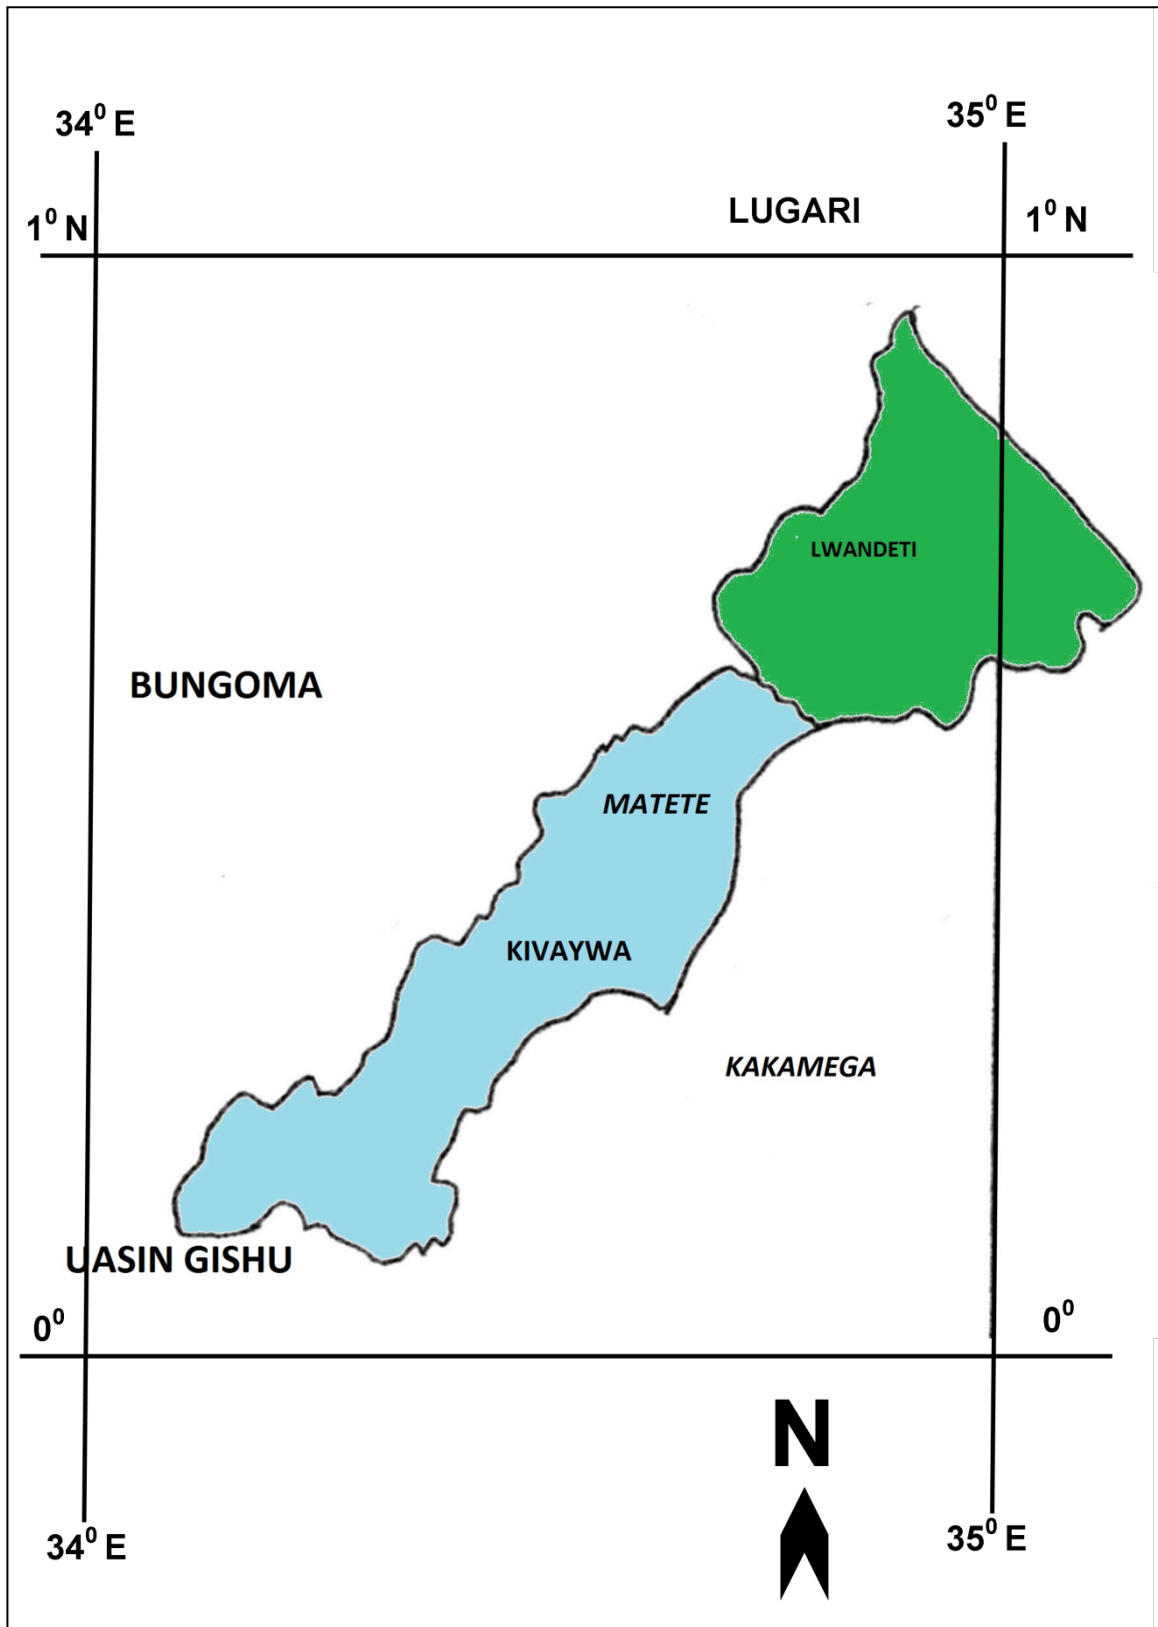 34⁰ E
35⁰ E
1⁰ N
LUGARI
1⁰ N
LWANDETI
BUNGOMA
MATETE
KIVAYWA
KAKAMEGA
UASIN GISHU
0⁰
0⁰
N
34⁰ E
35⁰ E